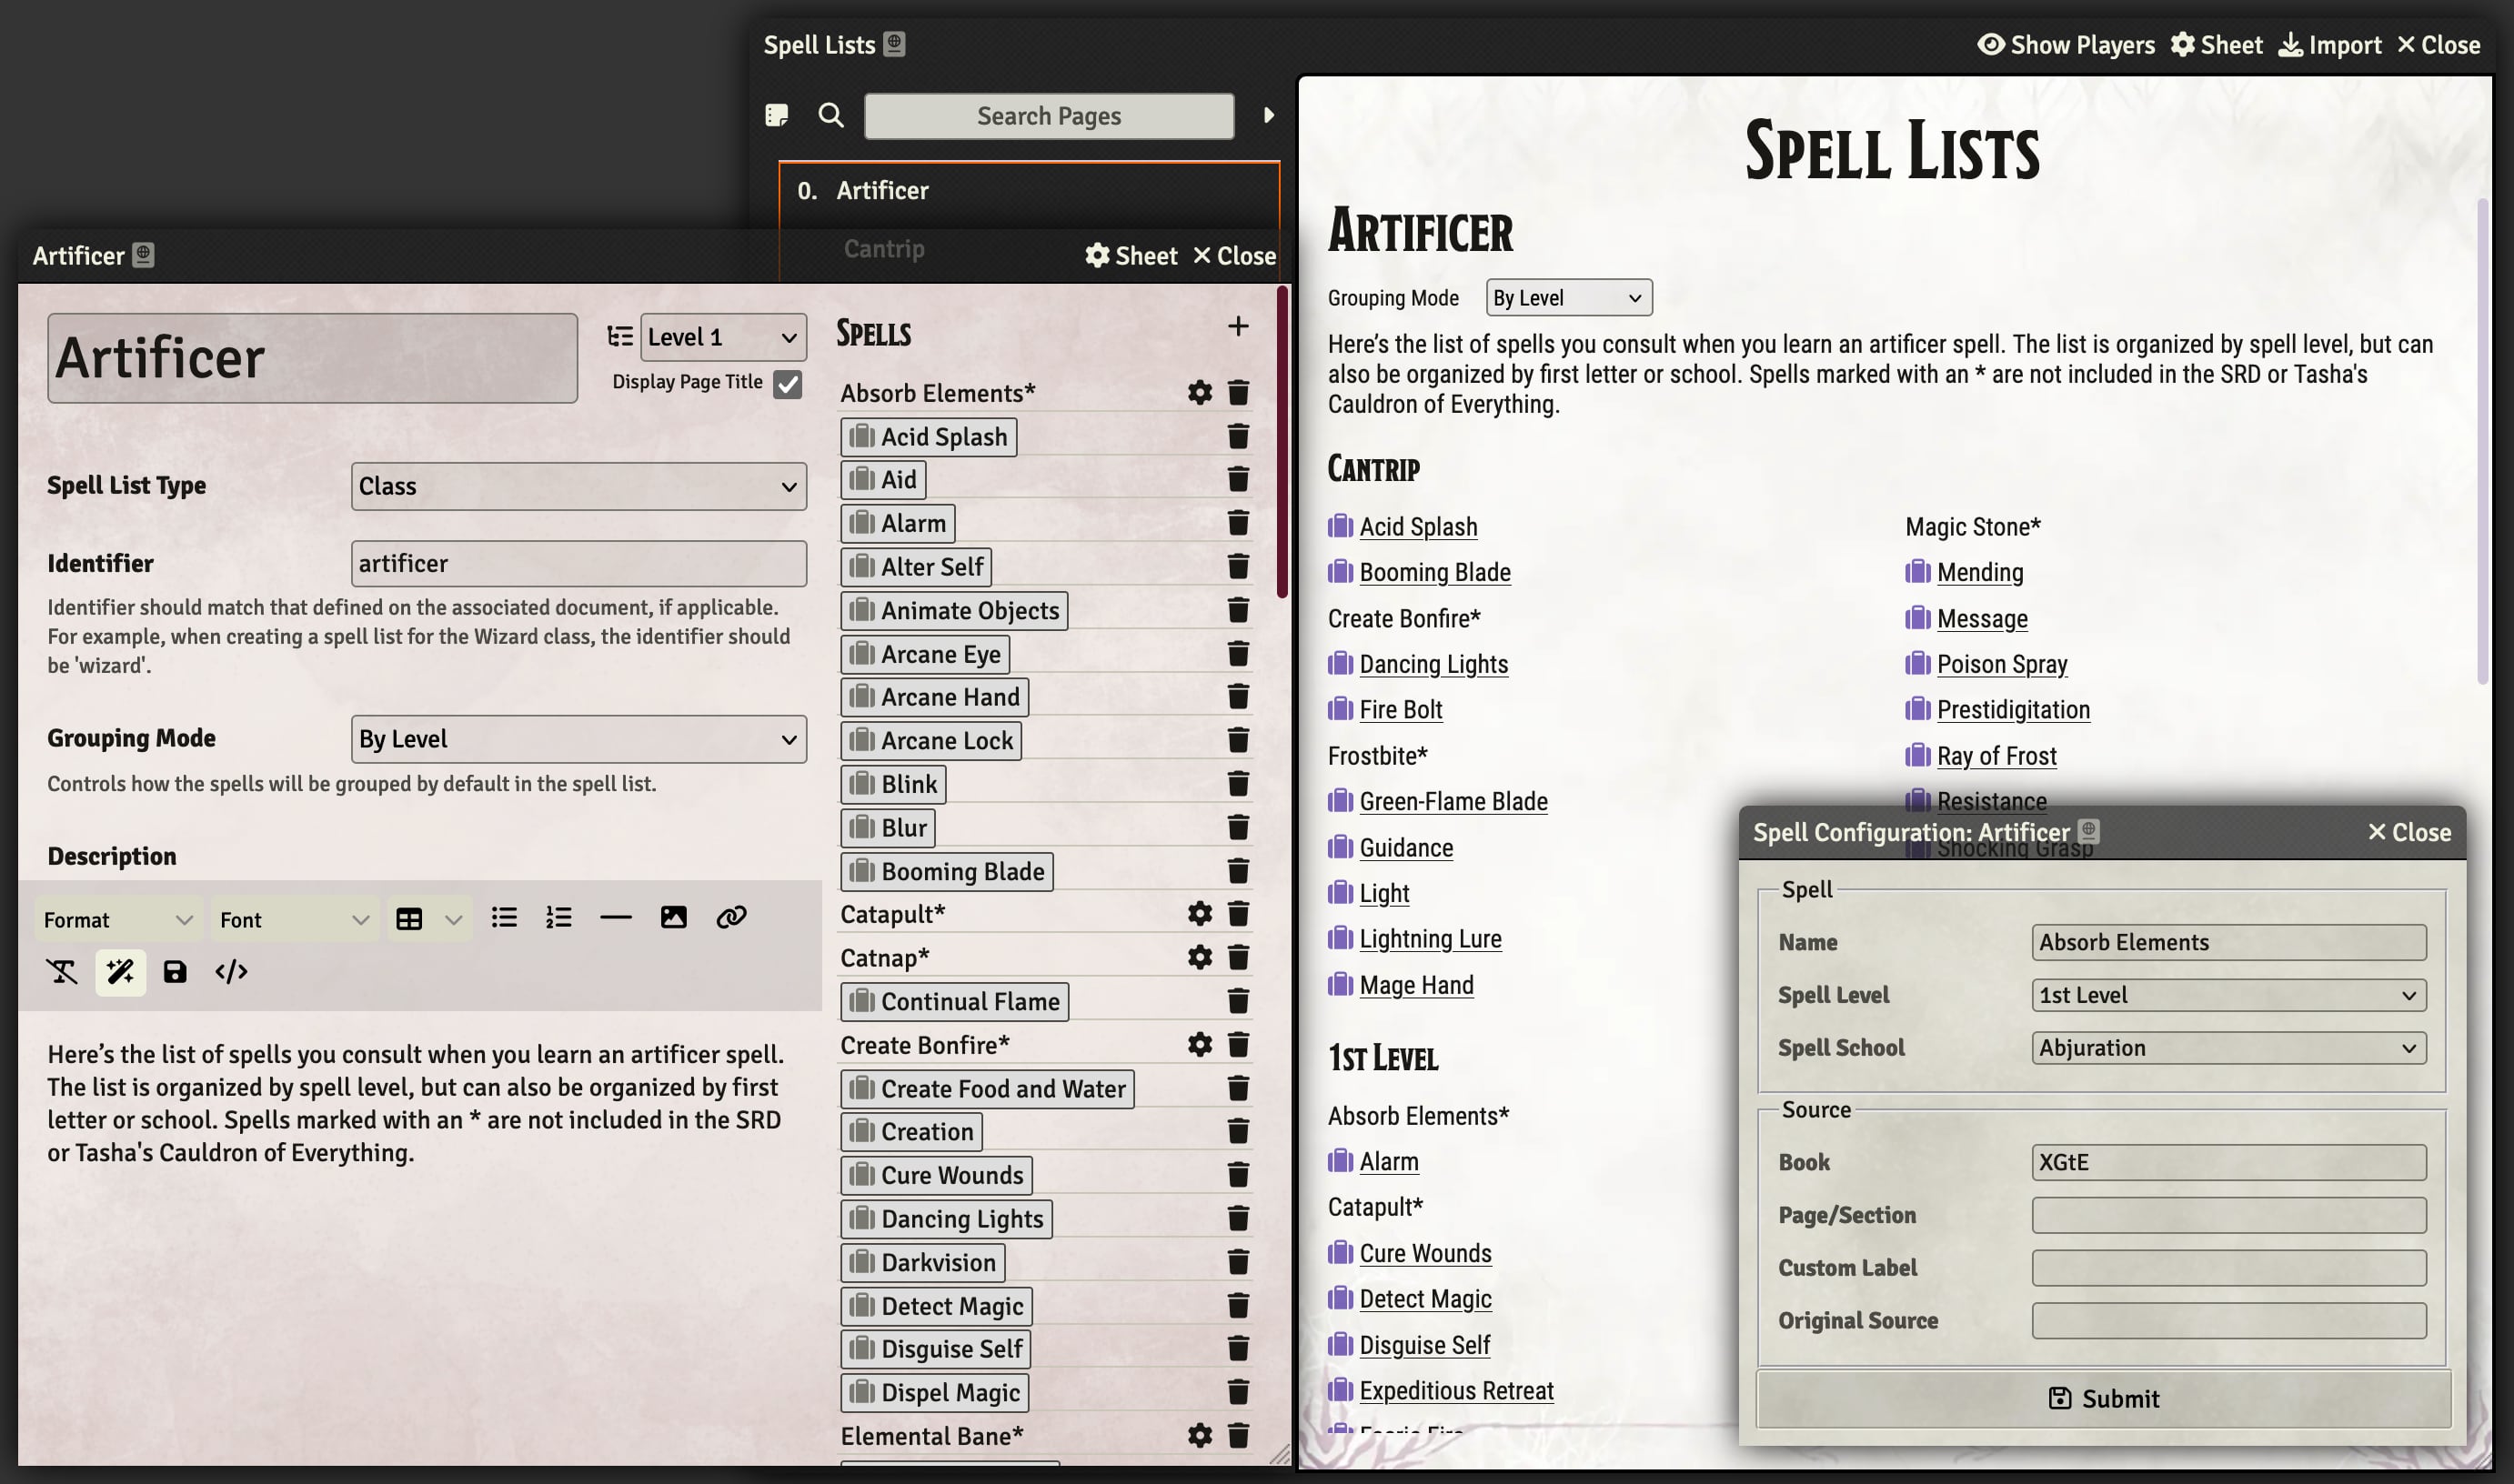 Spell Lists
Show Players
Sheet
Import
Close
Search Pages
0. Artificer
Cantrip
Artificer
Sheet
Close
Artificer
Level 1
Display Page Title
Spell List Type
Class
Identifier
artificer
Identifier should match that defined on the associated document, if applicable.
For example, when creating a spell list for the Wizard class, the identifier should
be 'wizard'.
Grouping Mode
By Level
Controls how the spells will be grouped by default in the spell list.
Description
Format
Font
Here’s the list of spells you consult when you learn an artificer spell.
The list is organized by spell level, but can also be organized by first
letter or school. Spells marked with an * are not included in the SRD
or Tasha's Cauldron of Everything.
Spells
Absorb Elements*
Acid Splash
Aid
Alarm
Alter Self
Animate Objects
Arcane Eye
Arcane Hand
Arcane Lock
Blink
Blur
Booming Blade
Catapult*
Catnap*
Continual Flame
Create Bonfire*
Create Food and Water
Creation
Cure Wounds
Dancing Lights
Darkvision
Detect Magic
Disguise Self
Dispel Magic
Elemental Bane*
Spell Lists
Artificer
Grouping Mode
By Level
Here’s the list of spells you consult when you learn an artificer spell. The list is organized by spell level, but can
also be organized by first letter or school. Spells marked with an * are not included in the SRD or Tasha's
Cauldron of Everything.
Cantrip
Acid Splash
Booming Blade
Create Bonfire*
Dancing Lights
Fire Bolt
Frostbite*
Green-Flame Blade
Guidance
Light
Lightning Lure
Mage Hand
Magic Stone*
Mending
Message
Poison Spray
Prestidigitation
Ray of Frost
Resistance
Shocking Grasp
1st Level
Absorb Elements*
Alarm
Catapult*
Cure Wounds
Detect Magic
Disguise Self
Expeditious Retreat
Faerie Fire
Spell Configuration: Artificer
Close
Spell
Name
Absorb Elements
Spell Level
1st Level
Spell School
Abjuration
Source
Book
XGtE
Page/Section
Custom Label
Original Source
Submit